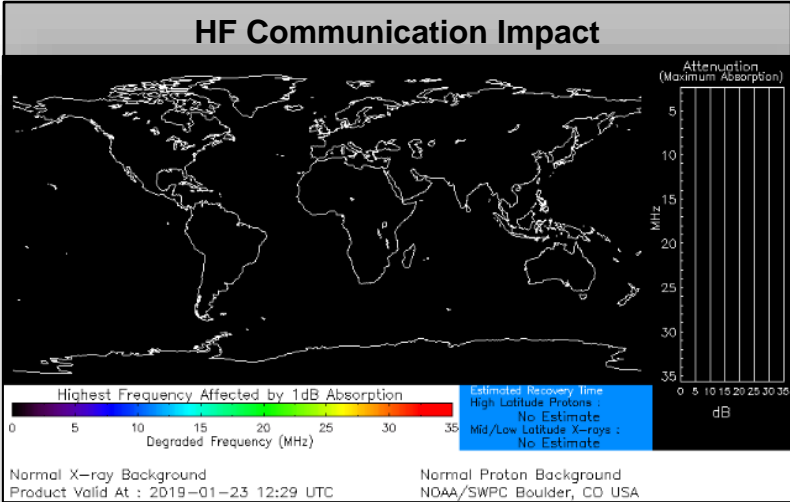 HF Communication Impact
Attenuation
(Maximum Absorption)
5
10
15
MHz
20
25
30
35
0 5 10 15 20 25 30 35
dB
Highest Frequency Affected by 1dB Absorption
0 5 10 15 20 25 30 35
Degraded Frequency (MHz)
Estimated Recovery Time
High Latitude Protons :
No Estimate
Mid/Low Latitude X-rays :
No Estimate
Normal X-ray Background
Normal Proton Background
Product Valid At : 2019-01-23 12:29 UTC
NOAA/SWPC Boulder, CO USA